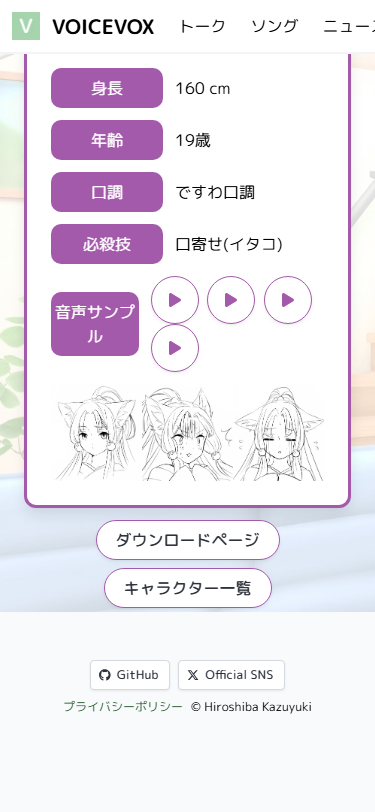 V VOICEVOX トーク ソング ニュース
身長 160 cm
年齢 19歳
口調 ですわ口調
必殺技 口寄せ(イタコ)
音声サンプ
ル
ダウンロードページ
キャラクター一覧
GitHub Official SNS
プライバシーポリシー © Hiroshiba Kazuyuki